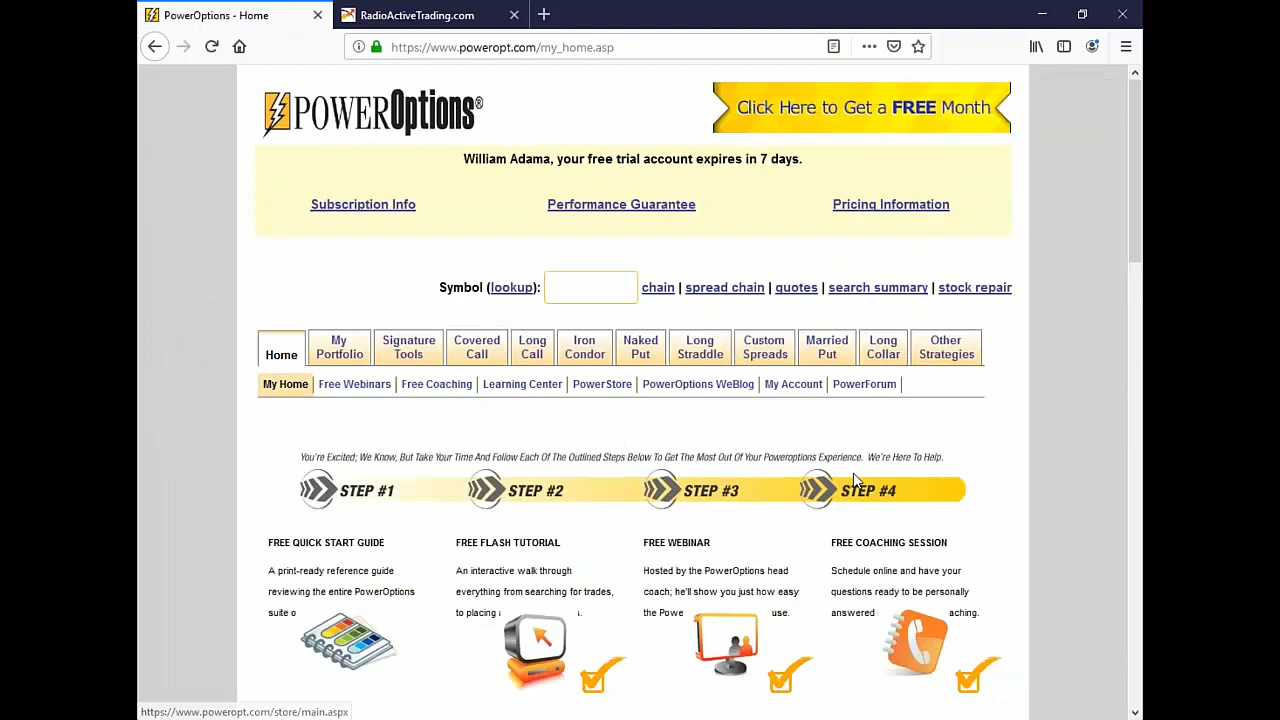 PowerOptions - Home
RadioActiveTrading.com
https://www.poweropt.com/my_home.asp
POWEROptions®
Click Here to Get a FREE Month
William Adama, your free trial account expires in 7 days.
Subscription Info Performance Guarantee Pricing Information
Symbol (lookup): chain | spread chain | quotes | search summary | stock repair
Home
My Portfolio
Signature Tools
Covered Call
Long Call
Iron Condor
Naked Put
Long Straddle
Custom Spreads
Married Put
Long Collar
Other Strategies
My Home | Free Webinars | Free Coaching | Learning Center | PowerStore | PowerOptions WeBlog | My Account | PowerForum |
You're Excited; We Know, But Take Your Time And Follow Each Of The Outlined Steps Below To Get The Most Out Of Your Poweroptions Experience. We're Here To Help.
STEP #1 STEP #2 STEP #3 STEP #4
FREE QUICK START GUIDE
A print-ready reference guide
reviewing the entire PowerOptions
suite o
FREE FLASH TUTORIAL
An interactive walk through
everything from searching for trades,
to placing
FREE WEBINAR
Hosted by the PowerOptions head
coach; he'll show you just how easy
the Powe use.
FREE COACHING SESSION
Schedule online and have your
questions ready to be personally
answered aching.
https://www.poweropt.com/store/main.aspx